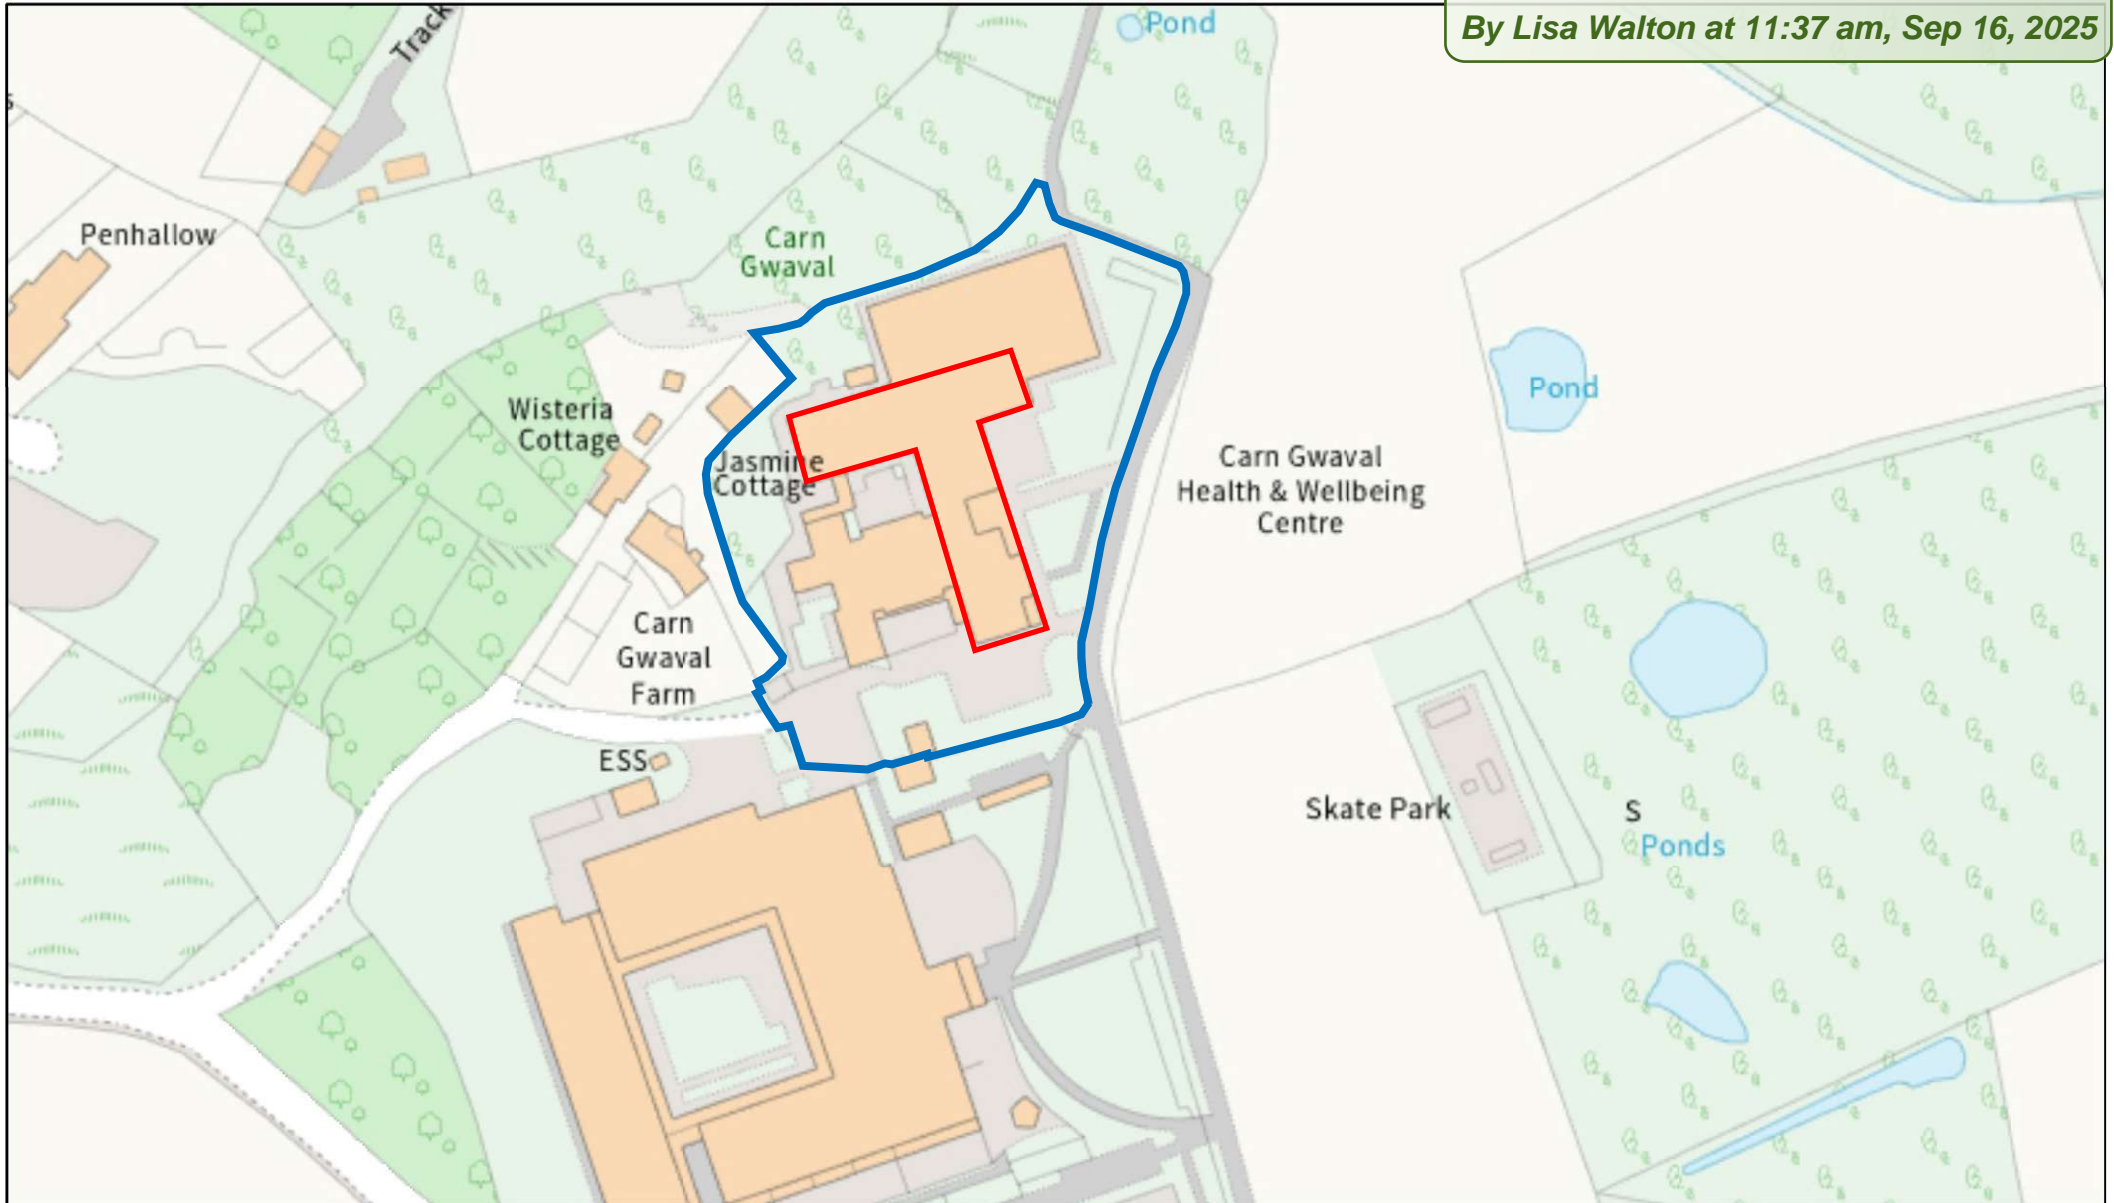 By Lisa Walton at 11:37 am, Sep 16, 2025
Pond
Track
Penhallow
Carn
Gwaval
Wisteria
Cottage
Jasmine
Cottage
Pond
Carn Gwaval
Health & Wellbeing
Centre
Carn
Gwaval
Farm
ESS
Skate Park
S
Ponds